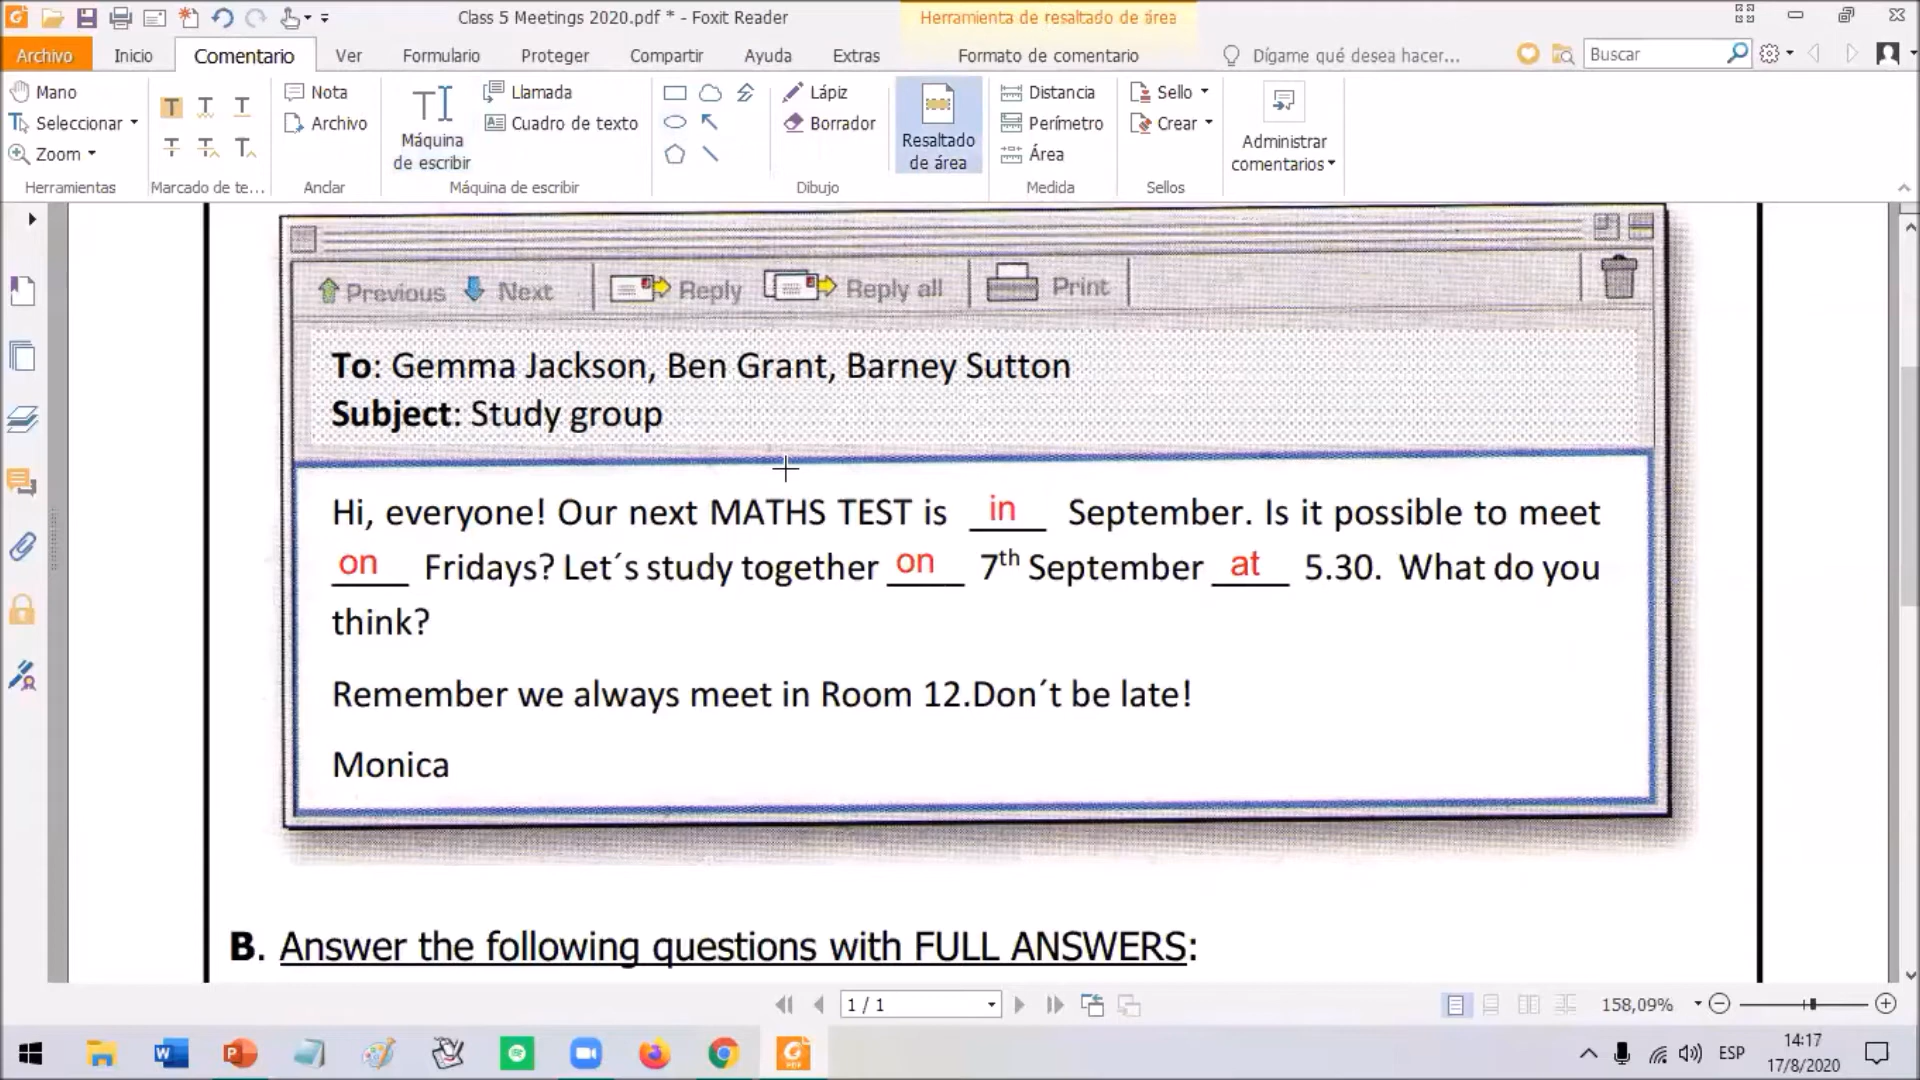 Class 5 Meetings 2020.pdf * - Foxit Reader
Herramienta de resaltado de área
Archivo Inicio Comentario Ver Formulario Proteger Compartir Ayuda Extras Formato de comentario Dígame qué desea hacer... Buscar
Mano Nota Llamada Lápiz Distancia Sello
Seleccionar Archivo Cuadro de texto Borrador Perímetro Crear
Zoom Máquina de escribir Resaltado de área Área Administrar comentarios
Herramientas Marcado de te... Anclar Máquina de escribir Dibujo Medida Sellos
Previous Next Reply Reply all Print
To: Gemma Jackson, Ben Grant, Barney Sutton
Subject: Study group
Hi, everyone! Our next MATHS TEST is in September. Is it possible to meet
on Fridays? Let´s study together on 7th September at 5.30. What do you
think?
Remember we always meet in Room 12.Don´t be late!
Monica
B. Answer the following questions with FULL ANSWERS:
1 / 1 158,09%
ESP 14:17
17/8/2020